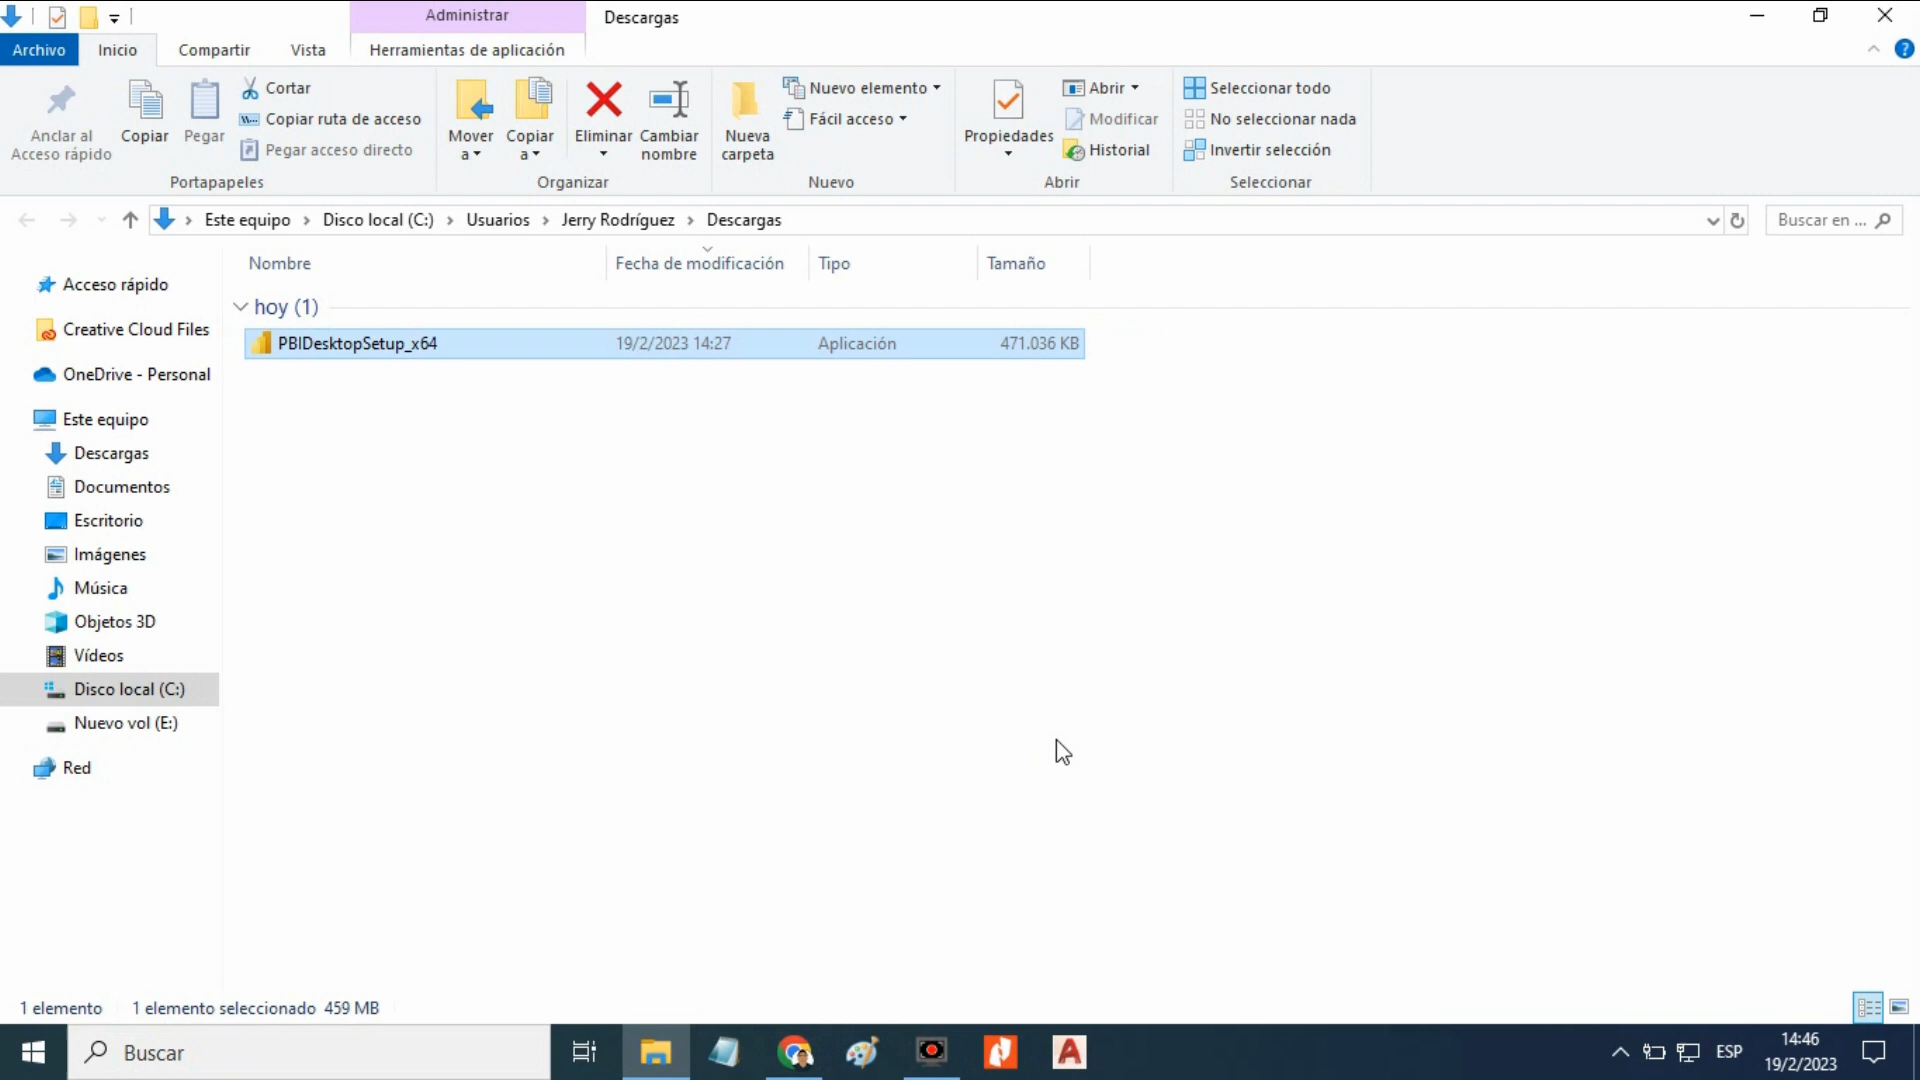 Administrar
Descargas
Archivo
Inicio
Compartir
Vista
Herramientas de aplicación
Anclar al
Acceso rápido
Copiar
Pegar
Cortar
Copiar ruta de acceso
Pegar acceso directo
Portapapeles
Mover
a
Copiar
a
Eliminar
Cambiar
nombre
Organizar
Nueva
carpeta
Nuevo elemento
Fácil acceso
Nuevo
Propiedades
Abrir
Modificar
Historial
Abrir
Seleccionar todo
No seleccionar nada
Invertir selección
Seleccionar
Este equipo > Disco local (C:) > Usuarios > Jerry Rodríguez > Descargas
Buscar en ...
Nombre
Fecha de modificación
Tipo
Tamaño
hoy (1)
PBIDesktopSetup_x64
19/2/2023 14:27
Aplicación
471.036 KB
Acceso rápido
Creative Cloud Files
OneDrive - Personal
Este equipo
Descargas
Documentos
Escritorio
Imágenes
Música
Objetos 3D
Vídeos
Disco local (C:)
Nuevo vol (E:)
Red
1 elemento
1 elemento seleccionado 459 MB
Buscar
ESP
14:46
19/2/2023